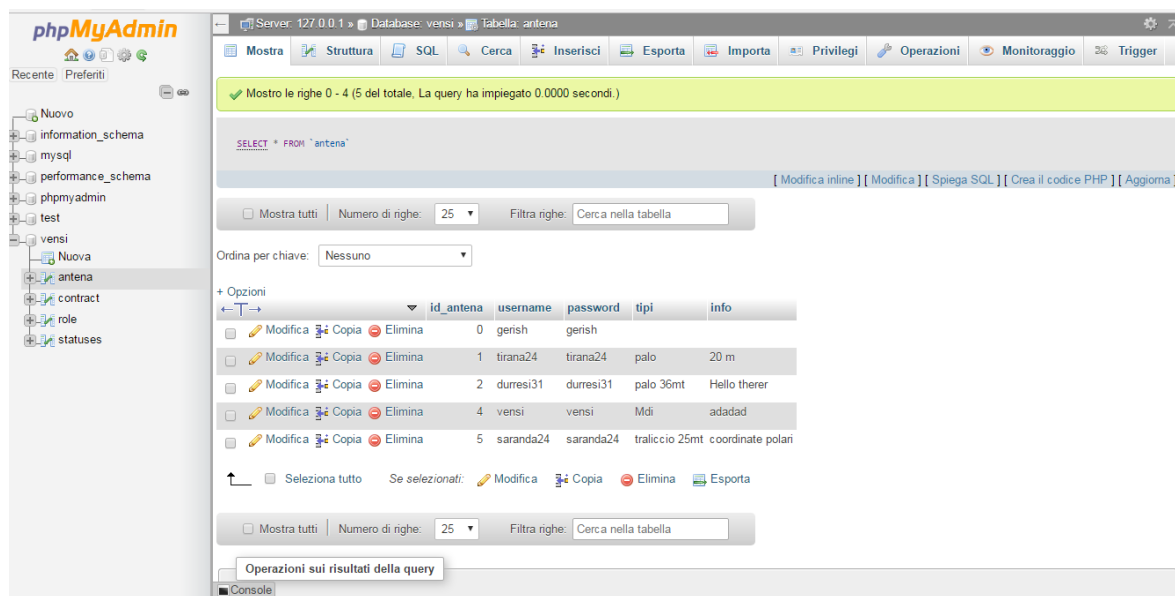 phpMyAdmin
Recente Preferiti
Nuovo
information_schema
mysql
performance_schema
phpmyadmin
test
vensi
Nuova
antena
contract
role
statuses
Server: 127.0.0.1 » Database: vensi » Tabella: antena
Mostra Struttura SQL Cerca Inserisci Esporta Importa Privilegi Operazioni Monitoraggio Trigger
Mostro le righe 0 - 4 (5 del totale, La query ha impiegato 0.0000 secondi.)
SELECT * FROM `antena`
[ Modifica inline ] [ Modifica ] [ Spiega SQL ] [ Crea il codice PHP ] [ Aggiorna ]
Mostra tutti Numero di righe: 25 Filtra righe: Cerca nella tabella
Ordina per chiave: Nessuno
+ Opzioni
←T→ id_antena username password tipi info
Modifica Copia Elimina 0 gerish gerish
Modifica Copia Elimina 1 tirana24 tirana24 palo 20 m
Modifica Copia Elimina 2 durresi31 durresi31 palo 36mt Hello therer
Modifica Copia Elimina 4 vensi vensi Mdi adadad
Modifica Copia Elimina 5 saranda24 saranda24 traliccio 25mt coordinate polari
Seleziona tutto Se selezionati: Modifica Copia Elimina Esporta
Mostra tutti Numero di righe: 25 Filtra righe: Cerca nella tabella
Operazioni sui risultati della query
Console